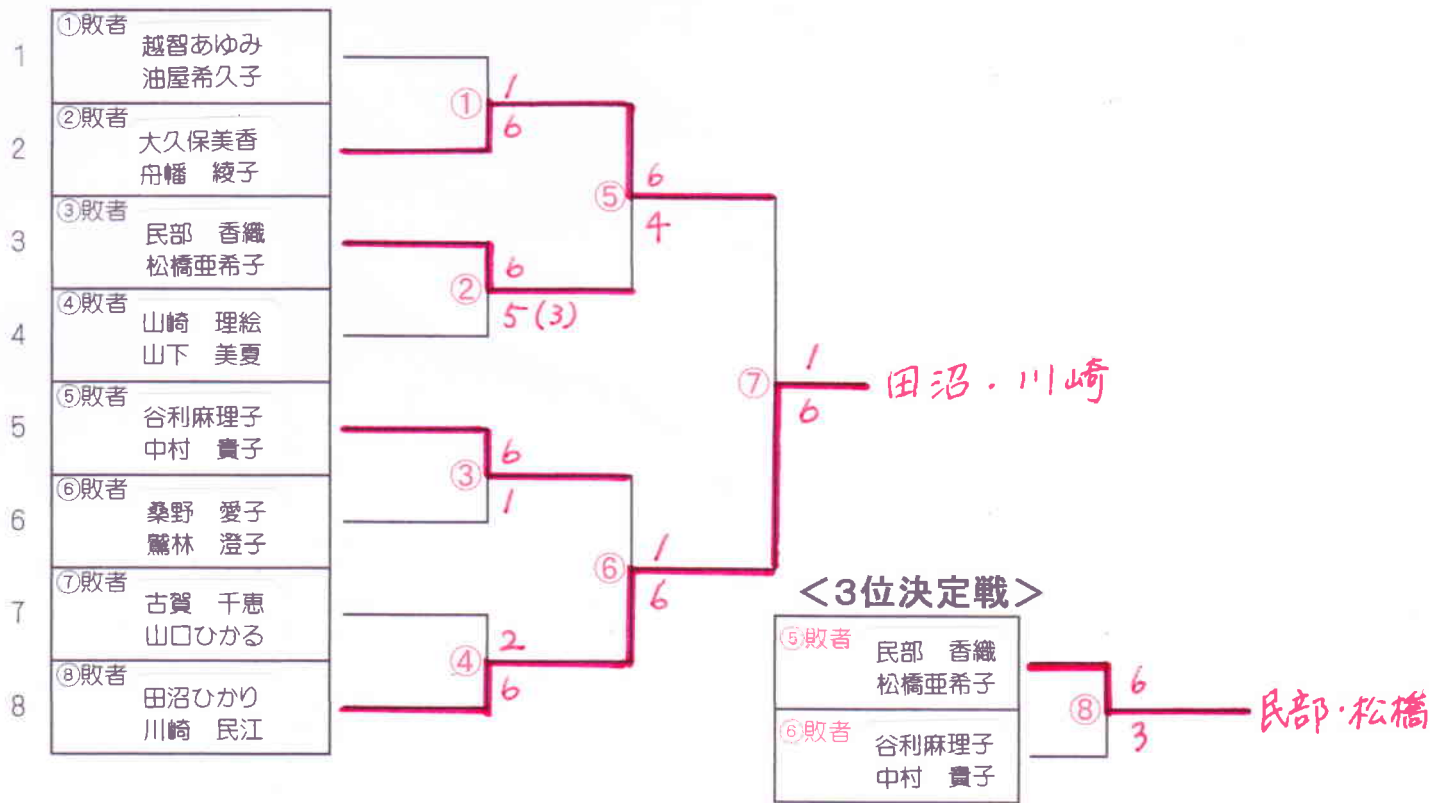 1
①敗者
越智あゆみ
油屋希久子
2
②敗者
大久保美香
舟幡　綾子
3
③敗者
民部　香織
松橋亜希子
4
④敗者
山崎　理絵
山下　美夏
5
⑤敗者
谷利麻理子
中村　貴子
6
⑥敗者
桑野　愛子
鷲林　澄子
7
⑦敗者
古賀　千恵
山口ひかる
8
⑧敗者
田沼ひかり
川崎　民江
①
1
6
②
6
5(3)
③
6
1
④
2
6
⑤
6
4
⑥
1
6
⑦
1
6
田沼・川崎
＜3位決定戦＞
⑤敗者
民部　香織
松橋亜希子
⑥敗者
谷利麻理子
中村　貴子
⑧
6
3
民部・松橋